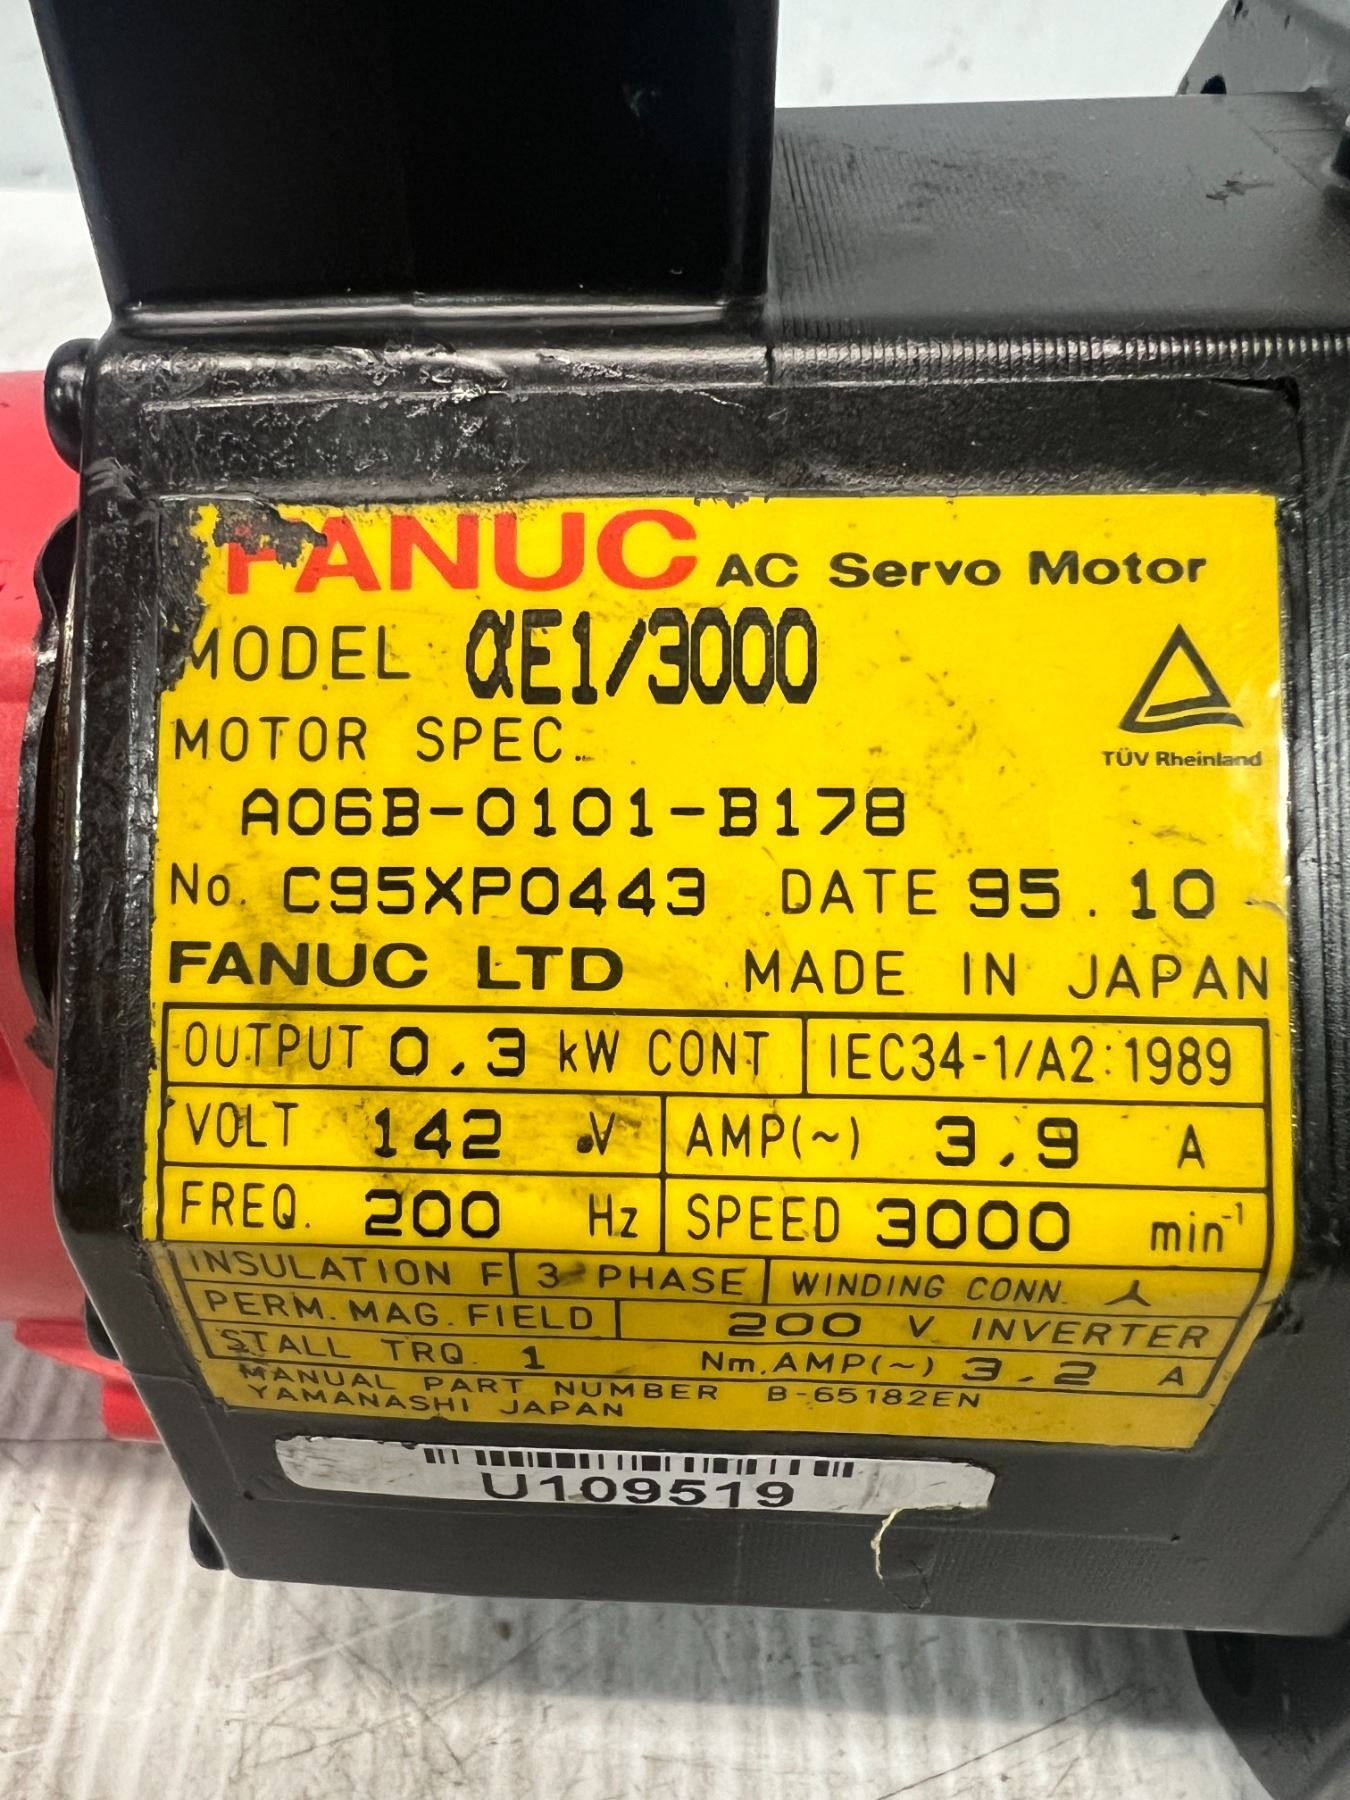 FANUC AC Servo Motor
MODEL αE1/3000
MOTOR SPEC.
TÜV Rheinland
A06B-0101-B178
No. C95XP0443 DATE 95.10
FANUC LTD MADE IN JAPAN
OUTPUT 0.3 kW CONT IEC34-1/A2:1989
VOLT 142 V AMP(~) 3.9 A
FREQ. 200 Hz SPEED 3000 min⁻¹
INSULATION F 3 PHASE WINDING CONN.
PERM. MAG. FIELD 200 V INVERTER
STALL TRQ. 1 Nm, AMP(~) 3.2 A
MANUAL PART NUMBER B-65182EN
YAMANASHI JAPAN
U109519